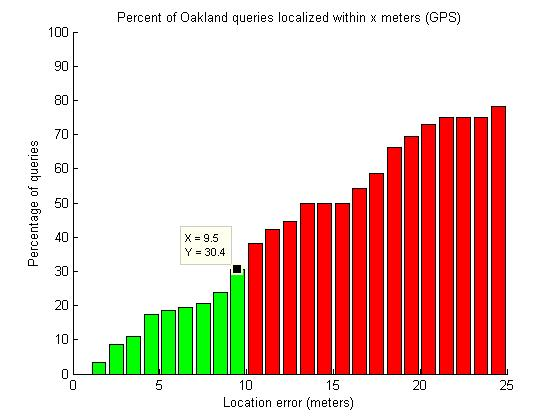 Percent of Oakland queries localized within x meters (GPS)
100
90
80
70
60
50
40
30
20
10
0
Percentage of queries
X = 9.5
Y = 30.4
0 5 10 15 20 25
Location error (meters)